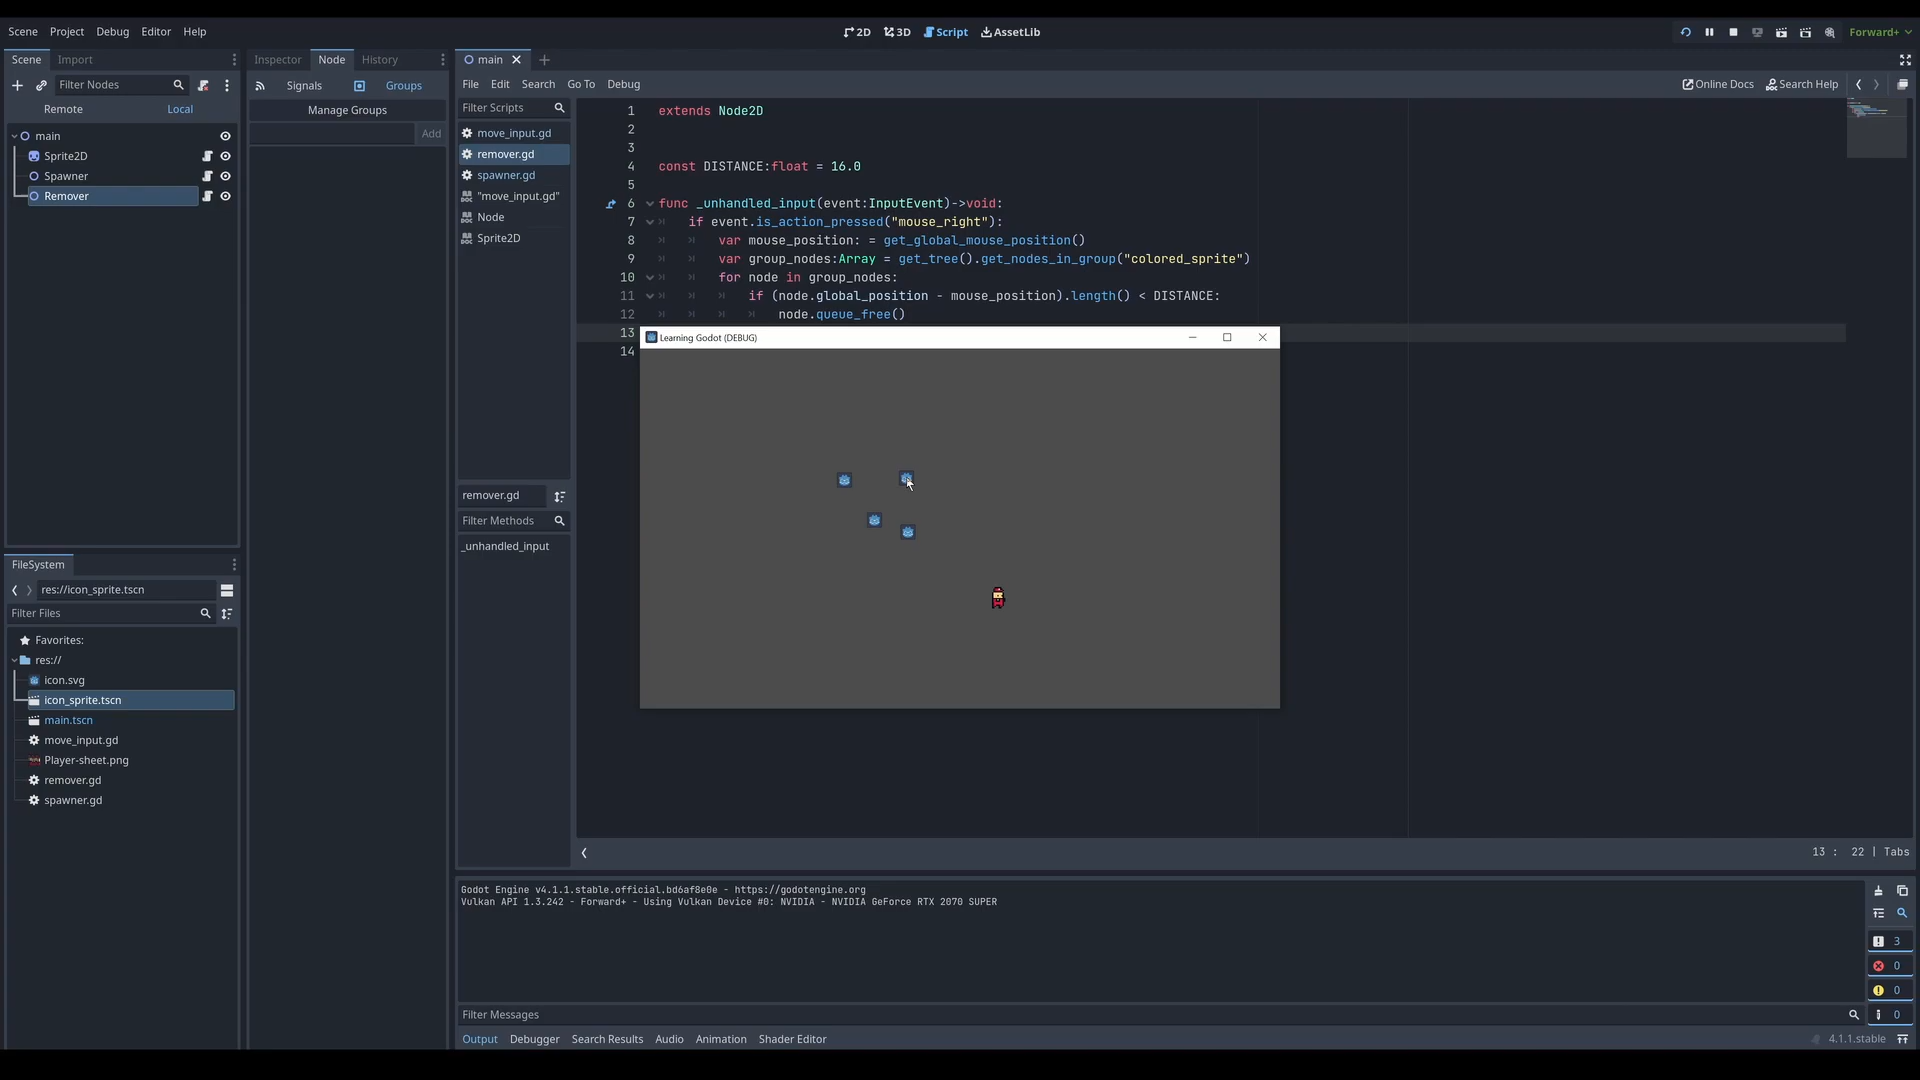 Scene Project Debug Editor Help
2D 3D Script AssetLib
Forward+
Scene Import
Filter Nodes
Remote Local
main
Sprite2D
Spawner
Remover
Inspector Node History
Signals Groups
Manage Groups
Add
main
File Edit Search Go To Debug
Online Docs Search Help
Filter Scripts
move_input.gd
remover.gd
spawner.gd
"move_input.gd"
Node
Sprite2D
remover.gd
Filter Methods
_unhandled_input
1 extends Node2D
2
3
4 const DISTANCE:float = 16.0
5
6 func _unhandled_input(event:InputEvent)->void:
7 if event.is_action_pressed("mouse_right"):
8 var mouse_position: = get_global_mouse_position()
9 var group_nodes:Array = get_tree().get_nodes_in_group("colored_sprite")
10 for node in group_nodes:
11 if (node.global_position - mouse_position).length() < DISTANCE:
12 node.queue_free()
13
14
Learning Godot (DEBUG)
13 : 22 | Tabs
FileSystem
res://icon_sprite.tscn
Filter Files
Favorites:
res://
icon.svg
icon_sprite.tscn
main.tscn
move_input.gd
Player-sheet.png
remover.gd
spawner.gd
Godot Engine v4.1.1.stable.official.bd6af8e0e - https://godotengine.org
Vulkan API 1.3.242 - Forward+ - Using Vulkan Device #0: NVIDIA - NVIDIA GeForce RTX 2070 SUPER
3
0
0
0
Filter Messages
Output Debugger Search Results Audio Animation Shader Editor
4.1.1.stable